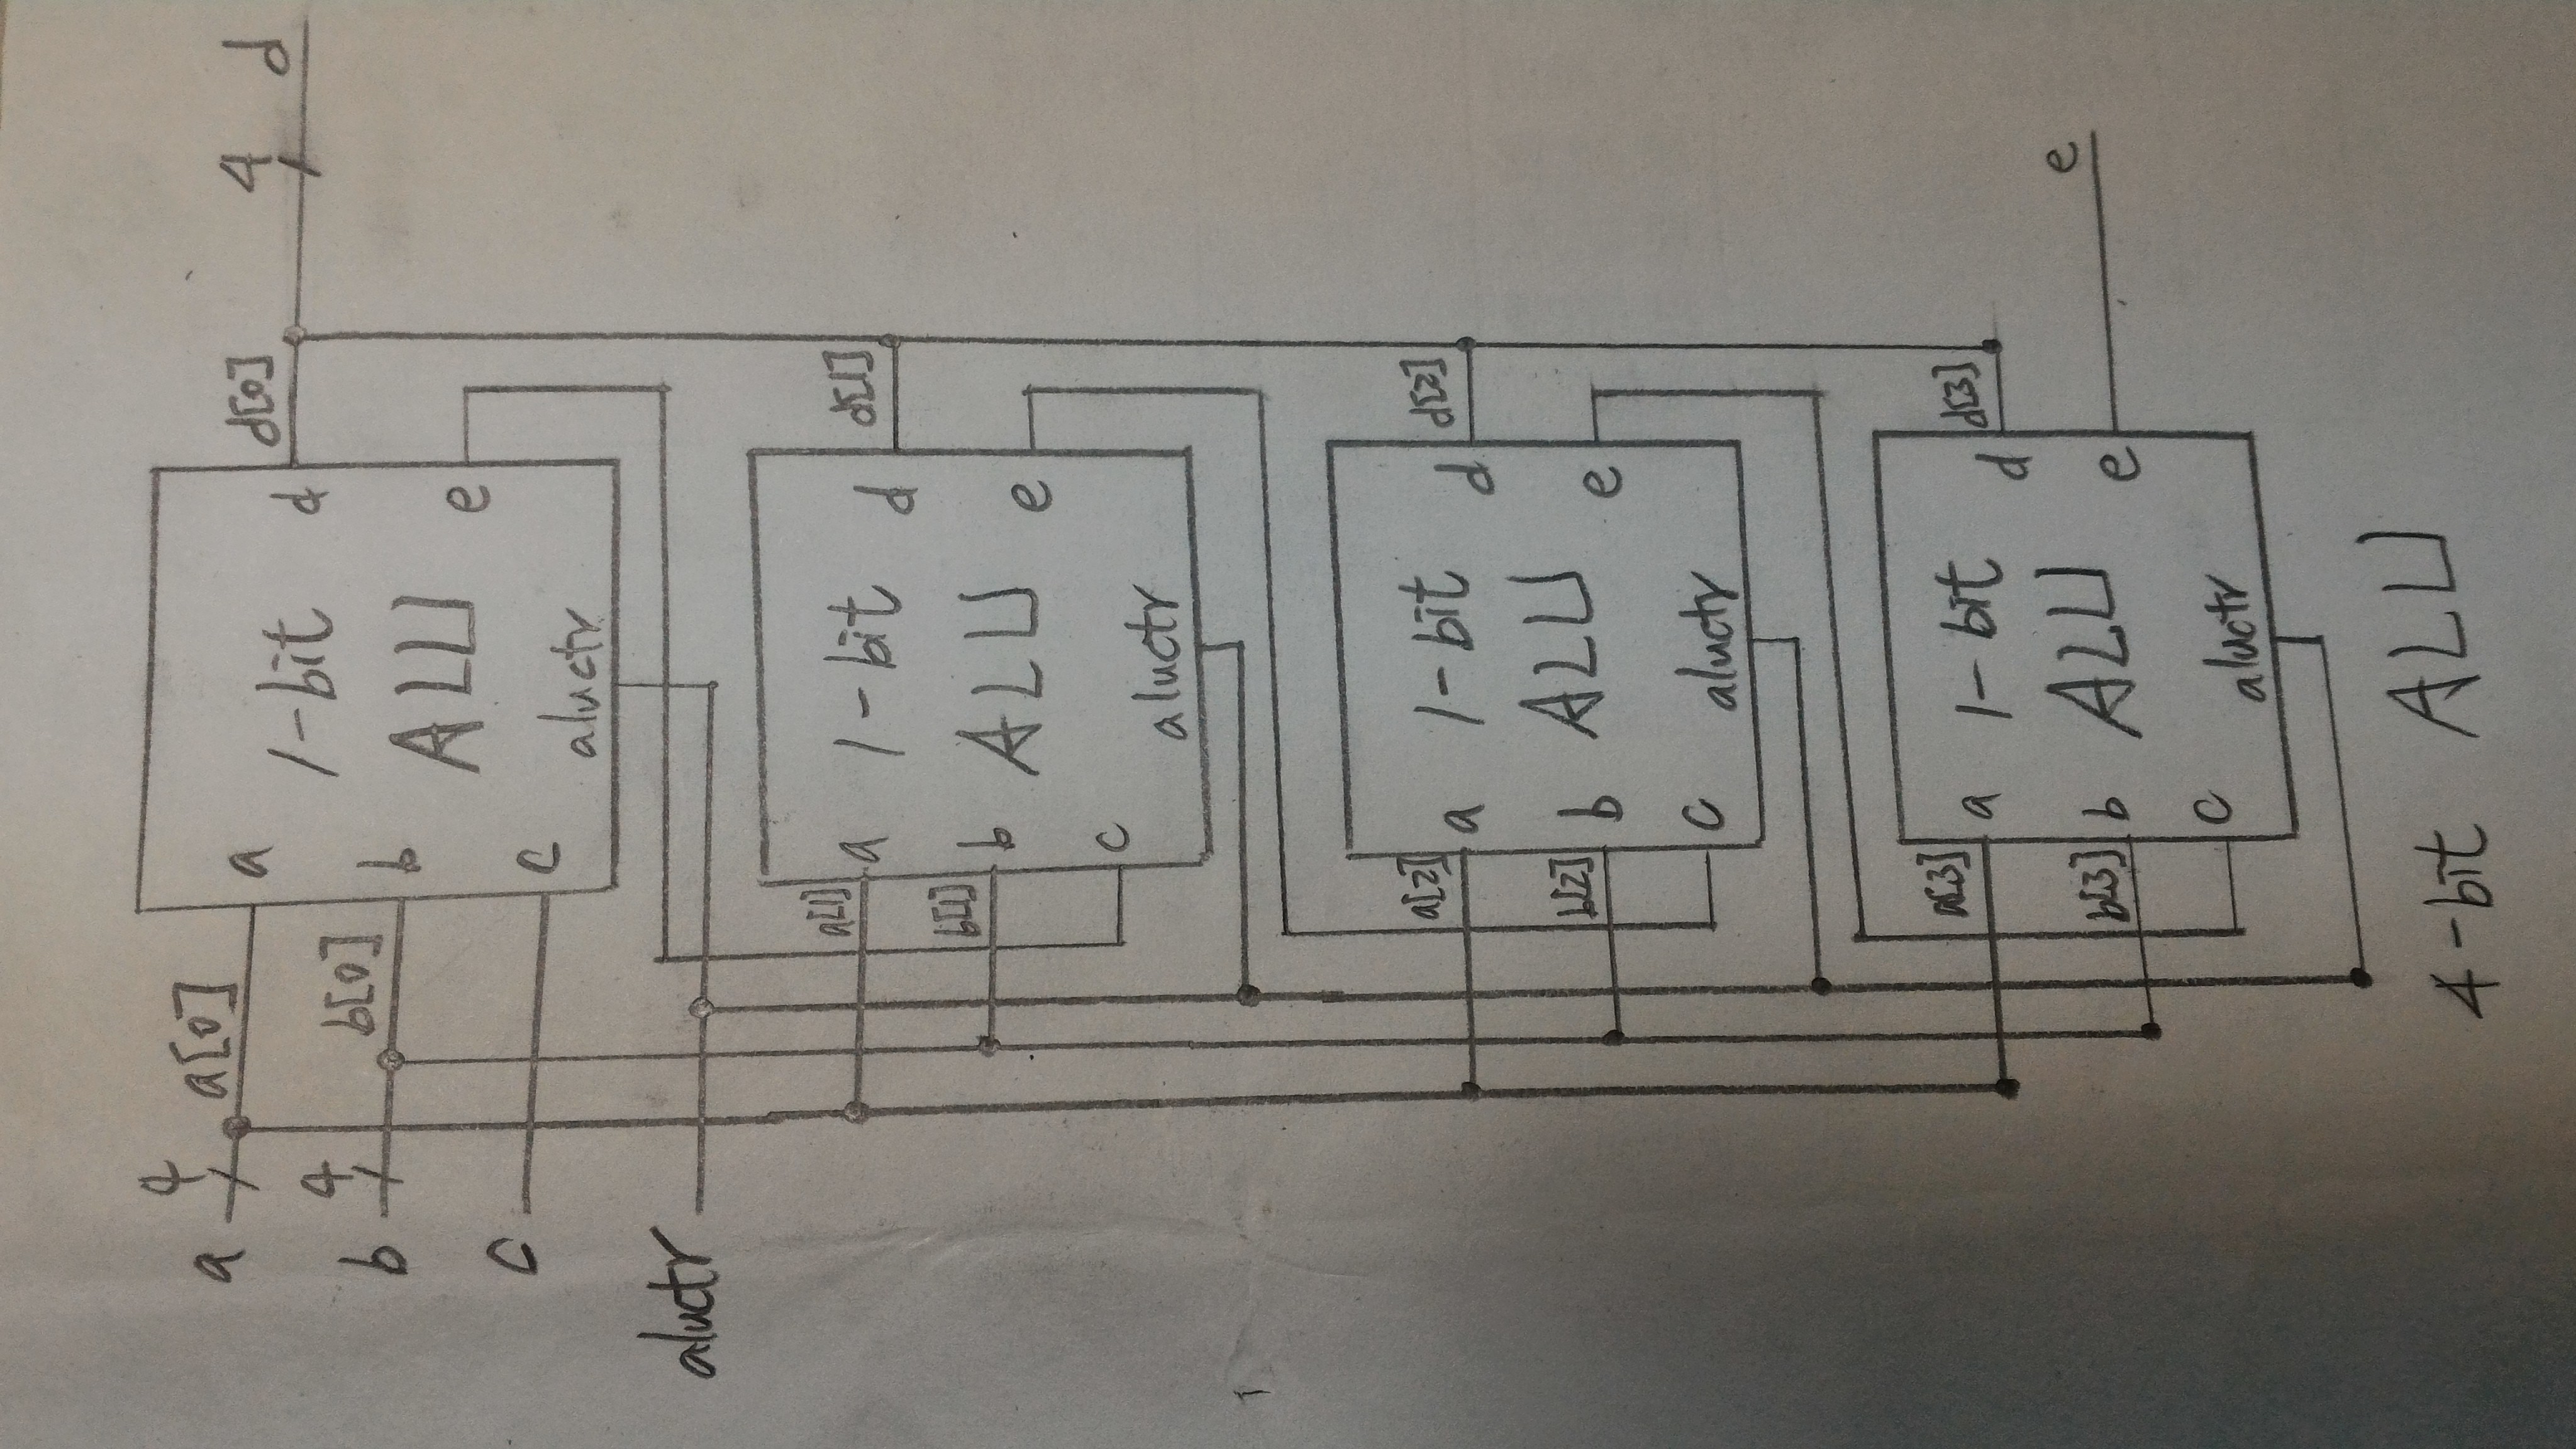 4
a a[0] a
4
b b[0] b
c c
1-bit
ALU
aluctr
d d[0] 4 d
e
aluctr
a[1] a
b[1] b
c
1-bit
ALU
aluctr
d d[1]
e
a[2] a
b[2] b
c
1-bit
ALU
aluctr
d d[2]
e
a[3] a
b[3] b
c
1-bit
ALU
aluctr
d d[3]
e e
4-bit ALU